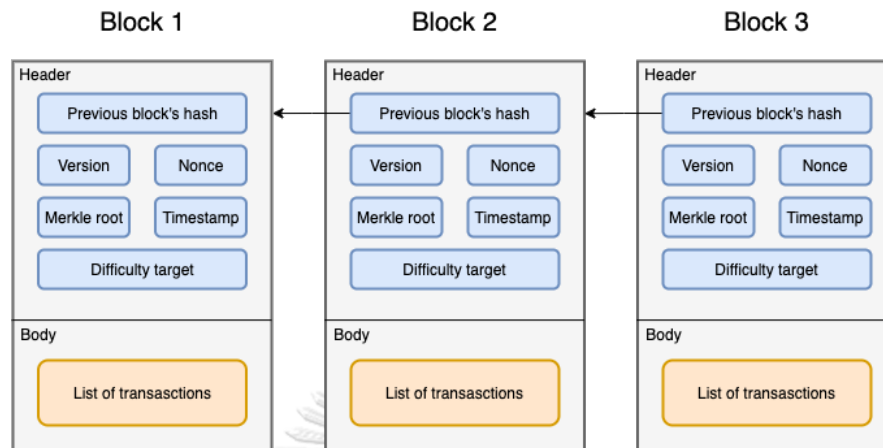 Block 1
Block 2
Block 3
Header
Header
Header
Previous block's hash
Previous block's hash
Previous block's hash
Version
Nonce
Version
Nonce
Version
Nonce
Merkle root
Timestamp
Merkle root
Timestamp
Merkle root
Timestamp
Difficulty target
Difficulty target
Difficulty target
Body
Body
Body
List of transasctions
List of transasctions
List of transasctions